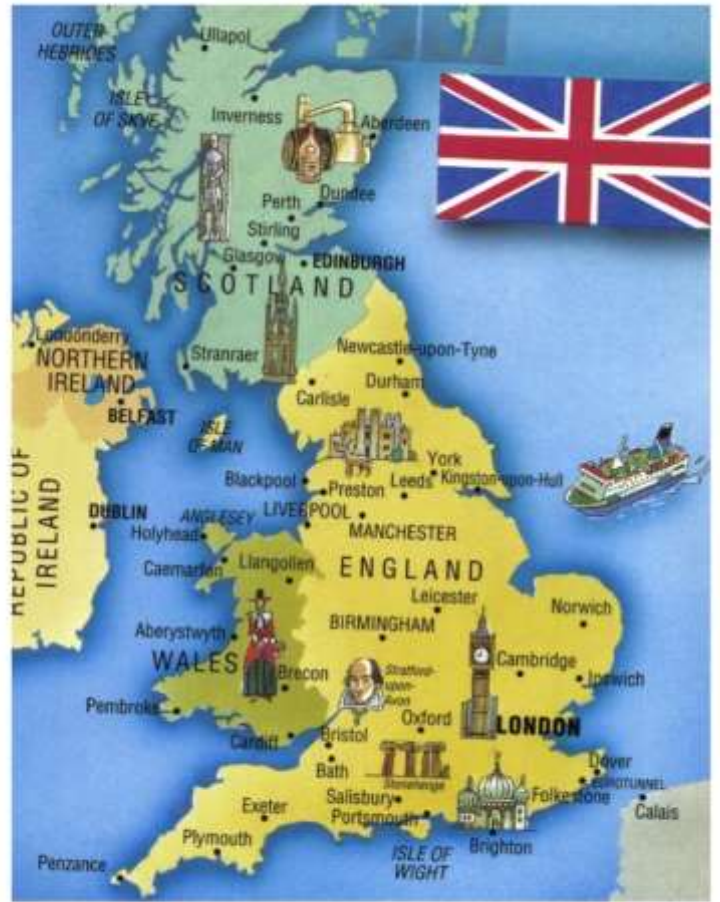 OUTER
HEBRIDES
Ullapol
ISLE
OF SKYE
Inverness
Aberdeen
Dundee
Perth
Stirling
Glasgow
EDINBURGH
SCOTLAND
Londonderry
NORTHERN
IRELAND
BELFAST
Stranraer
Newcastle-upon-Tyne
Durham
Carlisle
ISLE
OF MAN
York
Blackpool
Preston
Leeds
Kingston-upon-Hull
REPUBLIC OF
IRELAND
DUBLIN
ANGLESEY
LIVERPOOL
Holyhead
MANCHESTER
Caernarfen
Llangollen
ENGLAND
Leicester
Norwich
Aberystwyth
BIRMINGHAM
WALES
Stratford-
upon-
Avon
Cambridge
Ipswich
Brecon
Pembroke
Oxford
LONDON
Cardiff
Bristol
Bath
Stonehenge
Dover
EUROTUNNEL
Folkestone
Calais
Exeter
Salisbury
Portsmouth
Plymouth
Brighton
ISLE OF
WIGHT
Penzance